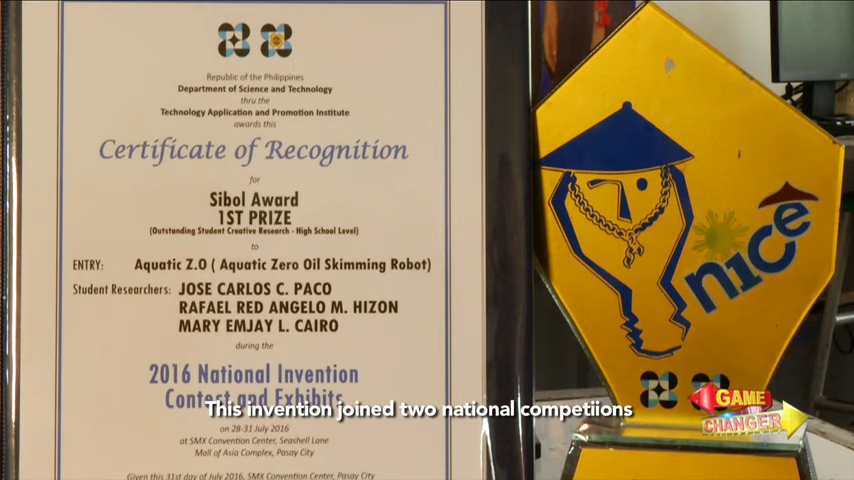 Republic of the Philippines
Department of Science and Technology
thru the
Technology Application and Promotion Institute
awards this
Certificate of Recognition
for
Sibol Award
1ST PRIZE
(Outstanding Student Creative Research - High School Level)
to
ENTRY: Aquatic Z.O ( Aquatic Zero Oil Skimming Robot)
Student Researchers: JOSE CARLOS C. PACO
RAFAEL RED ANGELO M. HIZON
MARY EMJAY L. CAIRO
during the
2016 National Invention
Contest and Exhibits
on 28-31 July 2016
at SMX Convention Center, Seashell Lane
Mall of Asia Complex, Pasay City
Given this 31st day of July 2016, SMX Convention Center, Pasay City
nice
This invention joined two national competiions
GAME
CHANGER